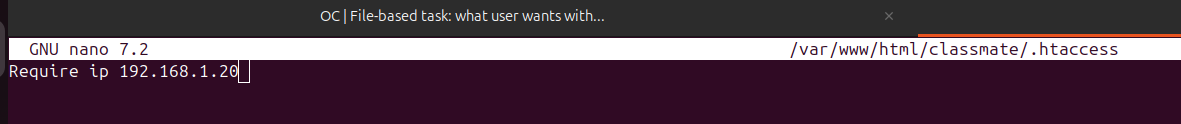 OC | File-based task: what user wants with... ×
GNU nano 7.2 /var/www/html/classmate/.htaccess
Require ip 192.168.1.20